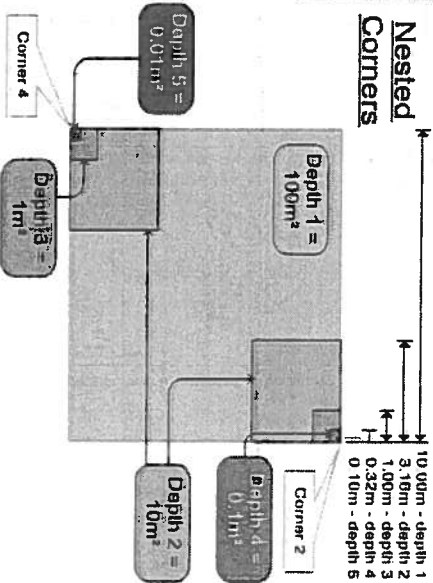 Nested
Corners
10.00m - depth 1
3.16m - depth 2
1.00m - depth 3
0.32m - depth 4
0.10m - depth 5
Depth 1 =
100m²
Corner 2
Depth 4 =
0.1m²
Depth 2 =
10m²
Depth 5 =
0.01m²
Corner 4
Depth 3 =
1m²